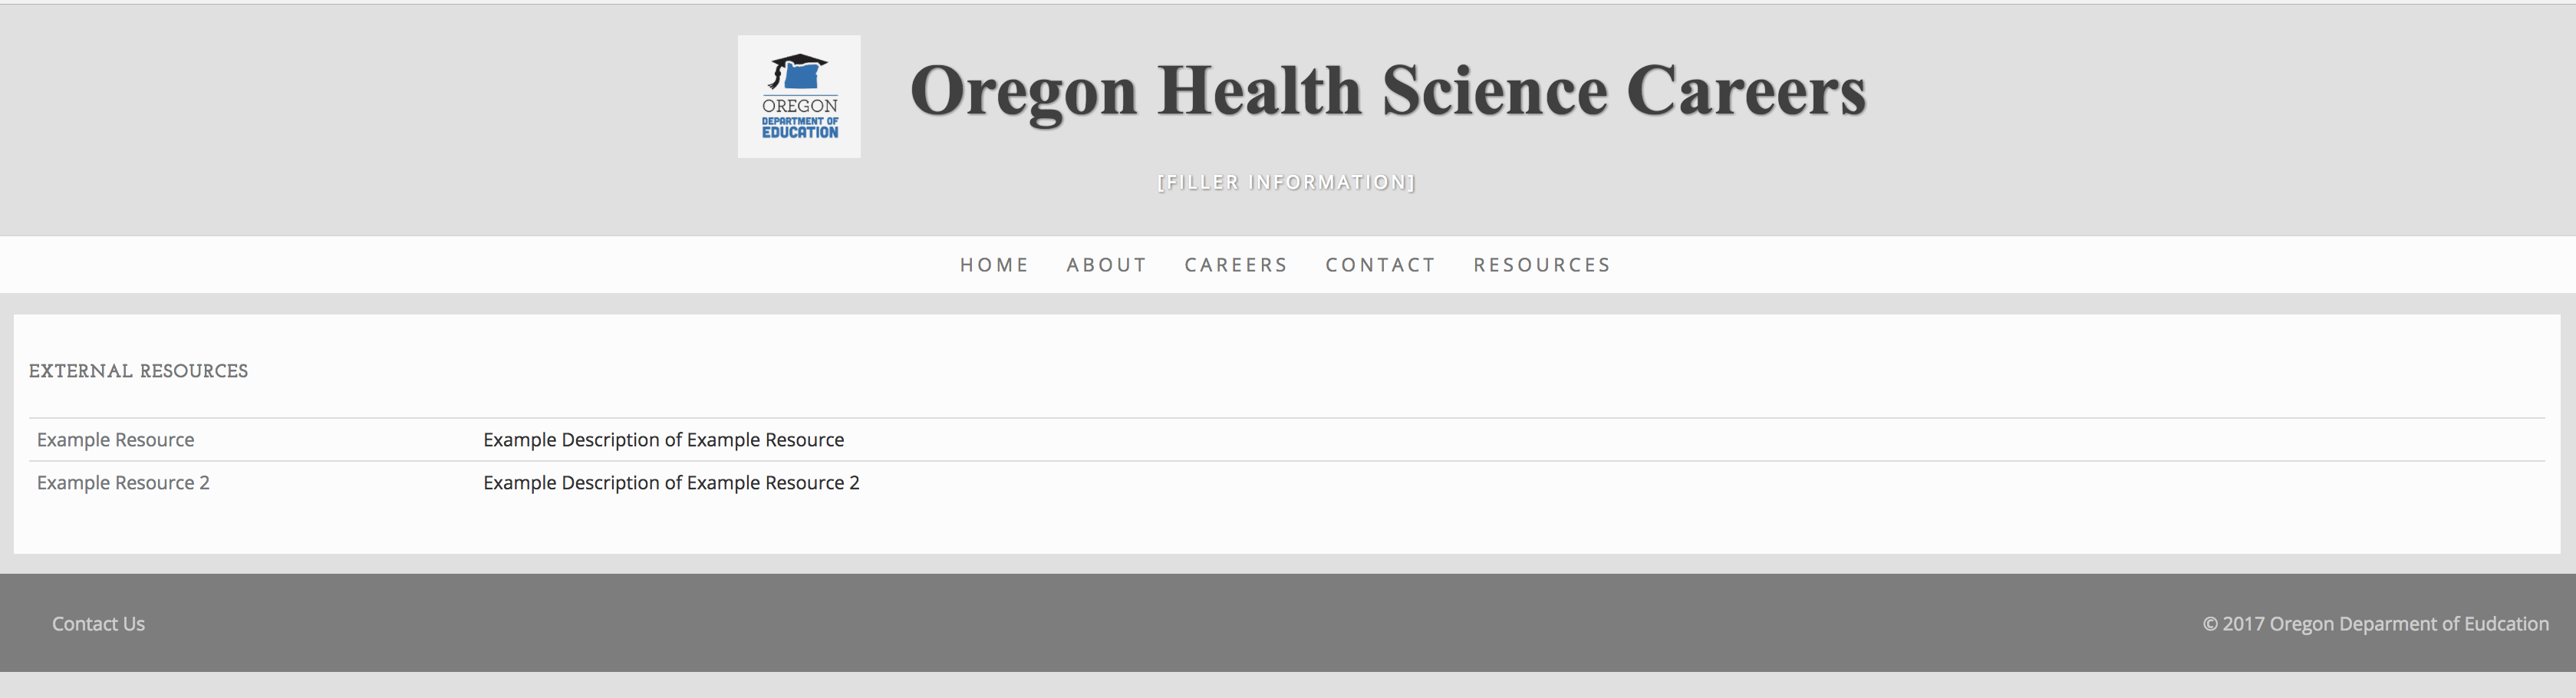 OREGON
DEPARTMENT OF
EDUCATION
Oregon Health Science Careers
[FILLER INFORMATION]
HOME ABOUT CAREERS CONTACT RESOURCES
EXTERNAL RESOURCES
Example Resource Example Description of Example Resource
Example Resource 2 Example Description of Example Resource 2
Contact Us © 2017 Oregon Deparment of Eudcation